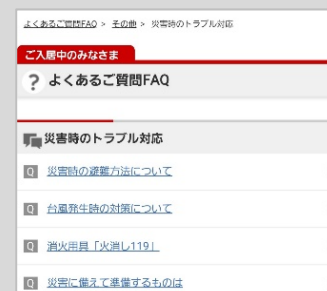 よくあるご質問FAQ > その他 > 災害時のトラブル対応
ご入居中のみなさま
? よくあるご質問FAQ
災害時のトラブル対応
Q 災害時の避難方法について
Q 台風発生時の対策について
Q 消火用具「火消し119」
Q 災害に備えて準備するものは